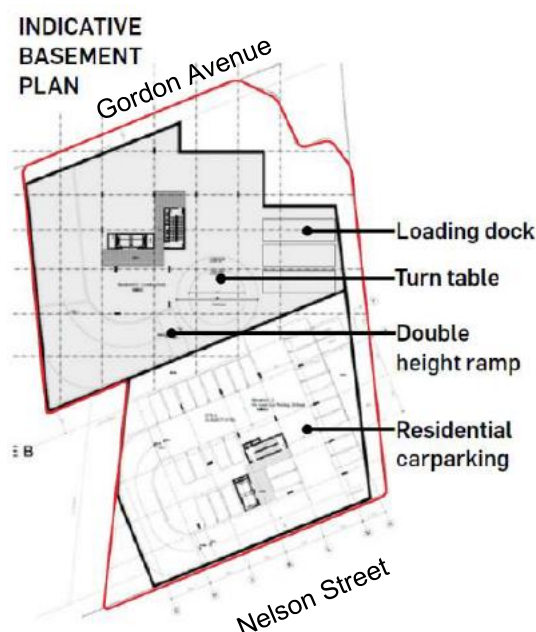 INDICATIVE
BASEMENT
PLAN
Gordon Avenue
Loading dock
Turn table
Double
height ramp
Residential
carparking
B
Nelson Street